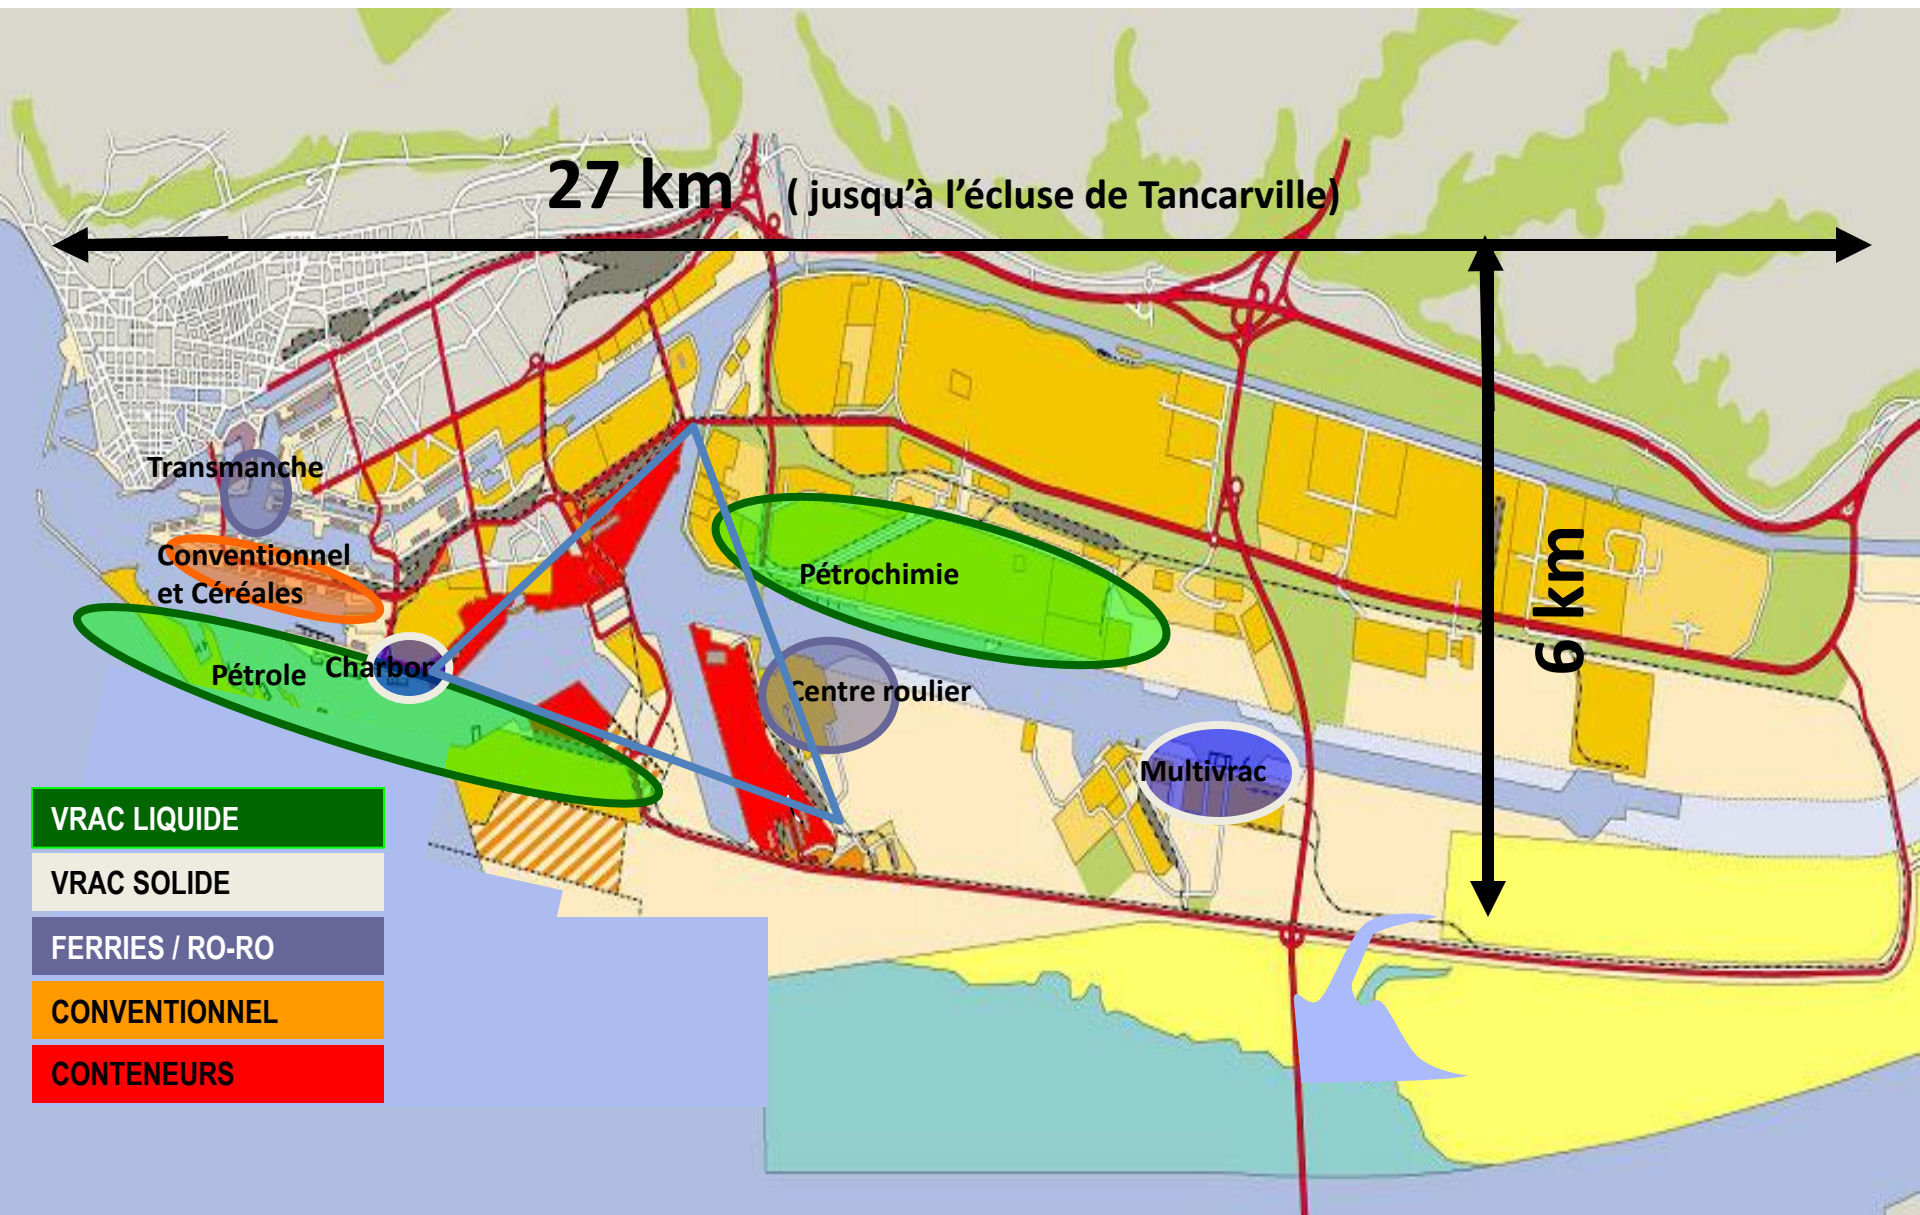 27 km ( jusqu'à l'écluse de Tancarville)
Transmanche
Conventionnel
et Céréales
Pétrochimie
6 km
Pétrole
Charbon
Centre roulier
Multivrac
VRAC LIQUIDE
VRAC SOLIDE
FERRIES / RO-RO
CONVENTIONNEL
CONTENEURS